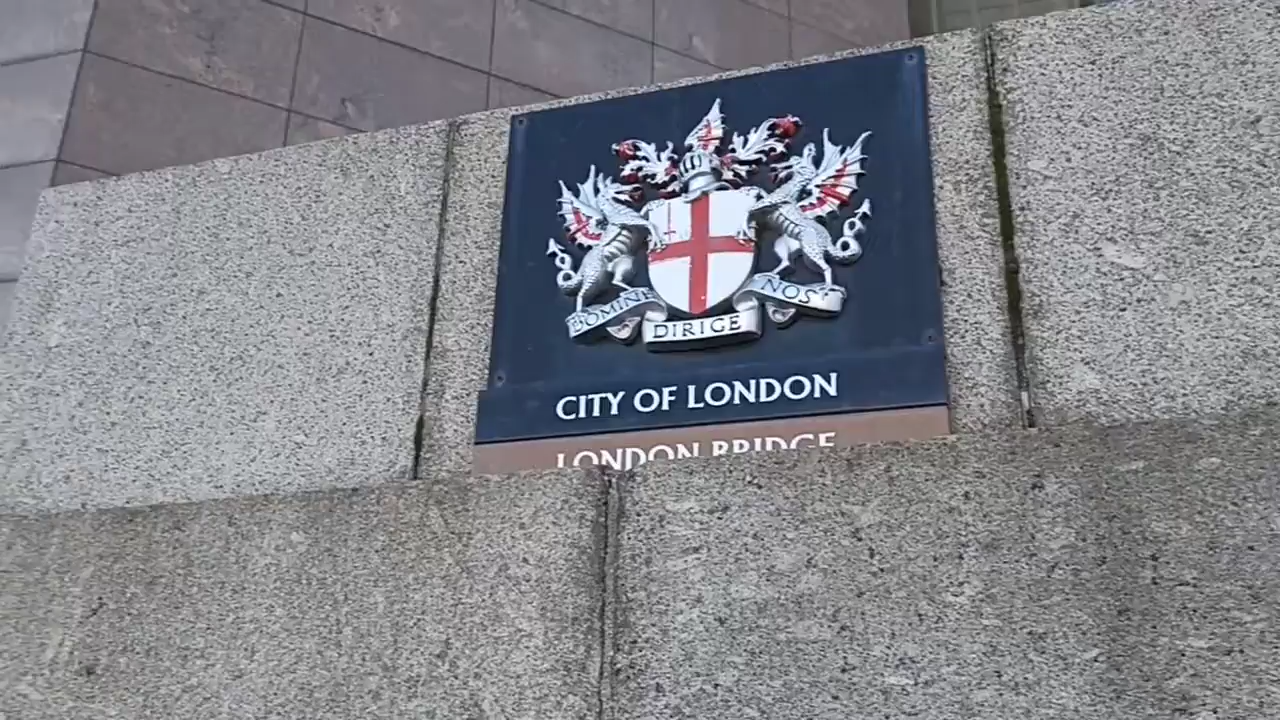 DOMINE
DIRIGE
NOS
CITY OF LONDON
LONDON BRIDGE